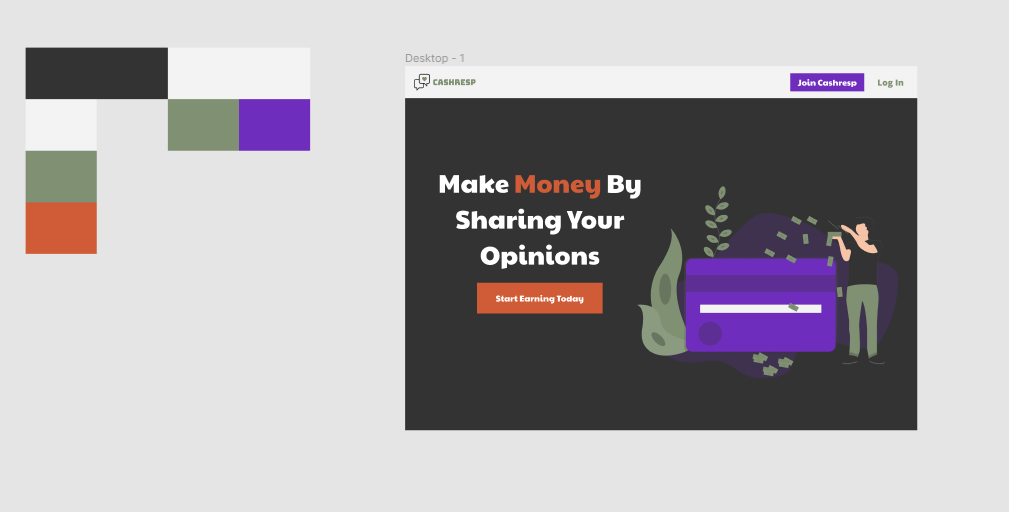 Desktop - 1
CASHRESP
Join Cashresp
Log In
Make Money By
Sharing Your
Opinions
Start Earning Today